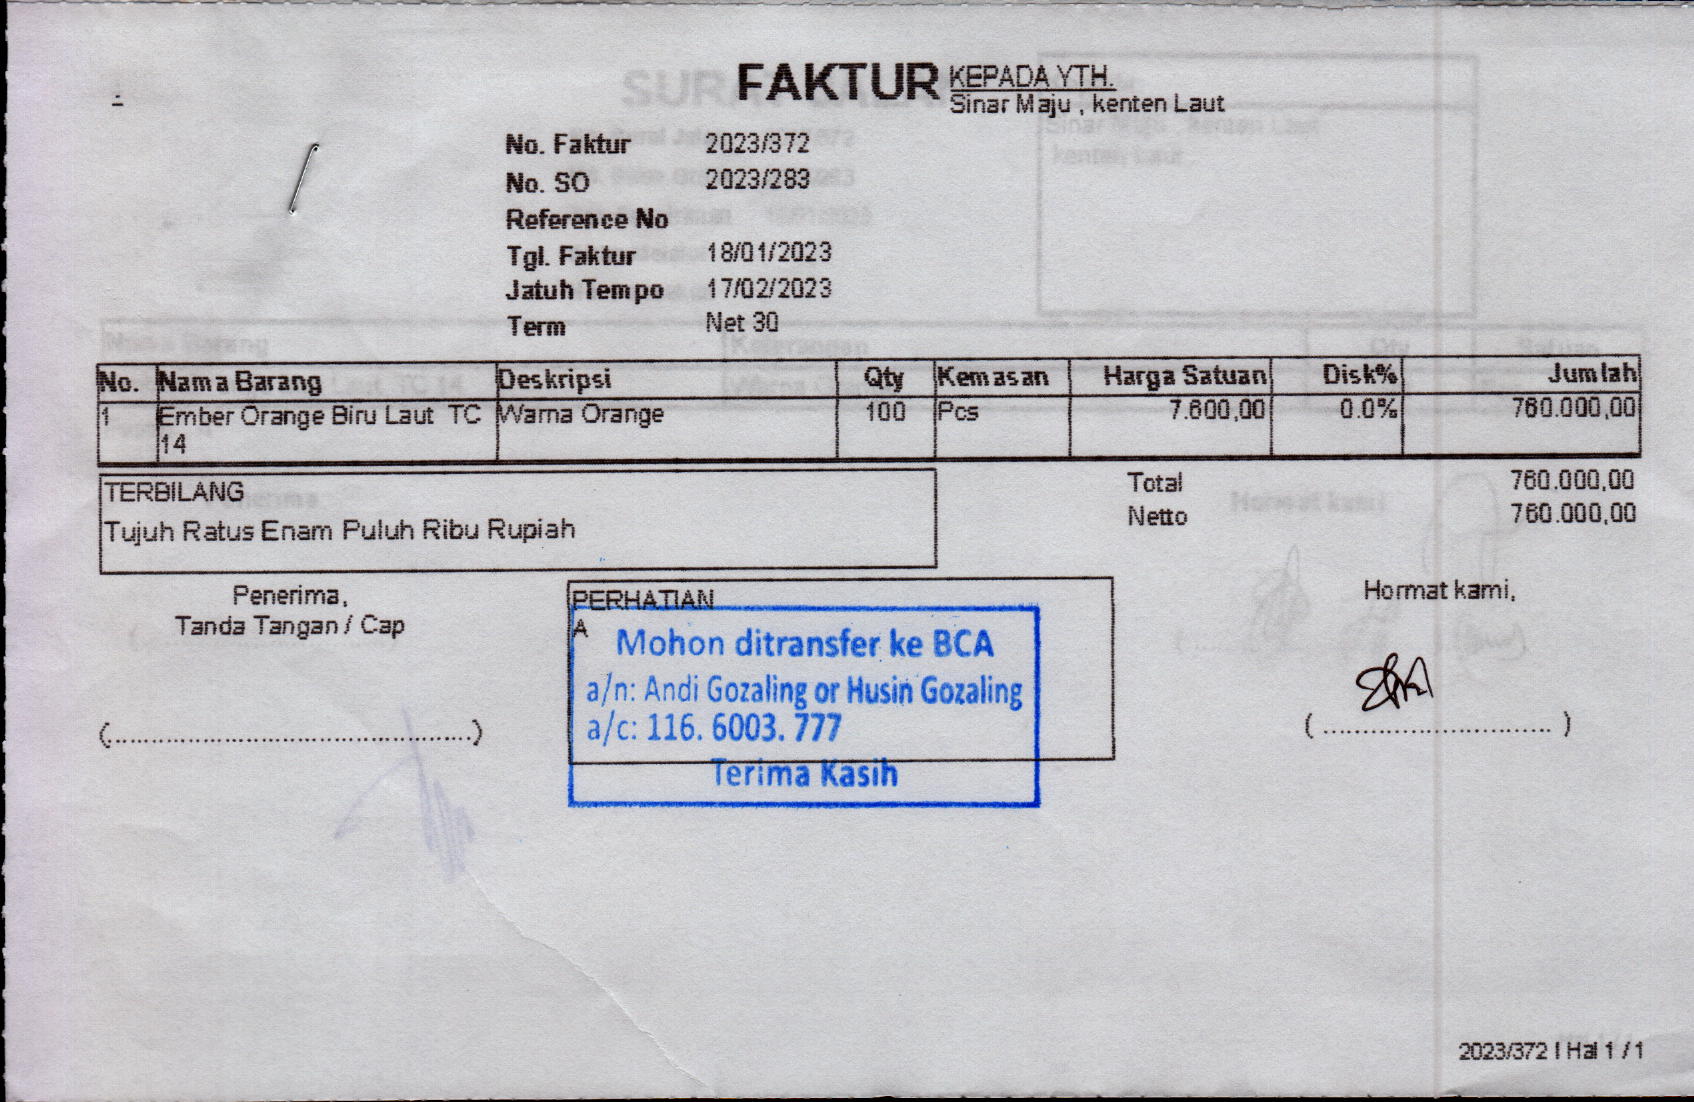 -
FAKTUR
KEPADA YTH.
Sinar Maju , kenten Laut
No. Faktur 2023/372
No. SO 2023/283
Reference No
Tgl. Faktur 18/01/2023
Jatuh Tempo 17/02/2023
Term Net 30
No. Nama Barang Deskripsi Qty Kemasan Harga Satuan Disk% Jumlah
1 Ember Orange Biru Laut TC Warna Orange 100 Pcs 7.600,00 0.0% 760.000,00
14
TERBILANG
Tujuh Ratus Enam Puluh Ribu Rupiah
Total 760.000,00
Netto 760.000,00
Penerima,
Tanda Tangan / Cap
(..............................................)
PERHATIAN
A
Mohon ditransfer ke BCA
a/n: Andi Gozaling or Husin Gozaling
a/c: 116. 6003. 777
Terima Kasih
Hormat kami,
( ............................. )
2023/372 | Hal 1 / 1